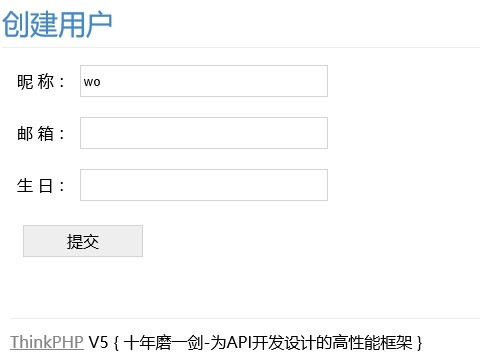 创建用户
昵 称： wo
邮 箱：
生 日：
提交
ThinkPHP V5 { 十年磨一剑-为API开发设计的高性能框架 }